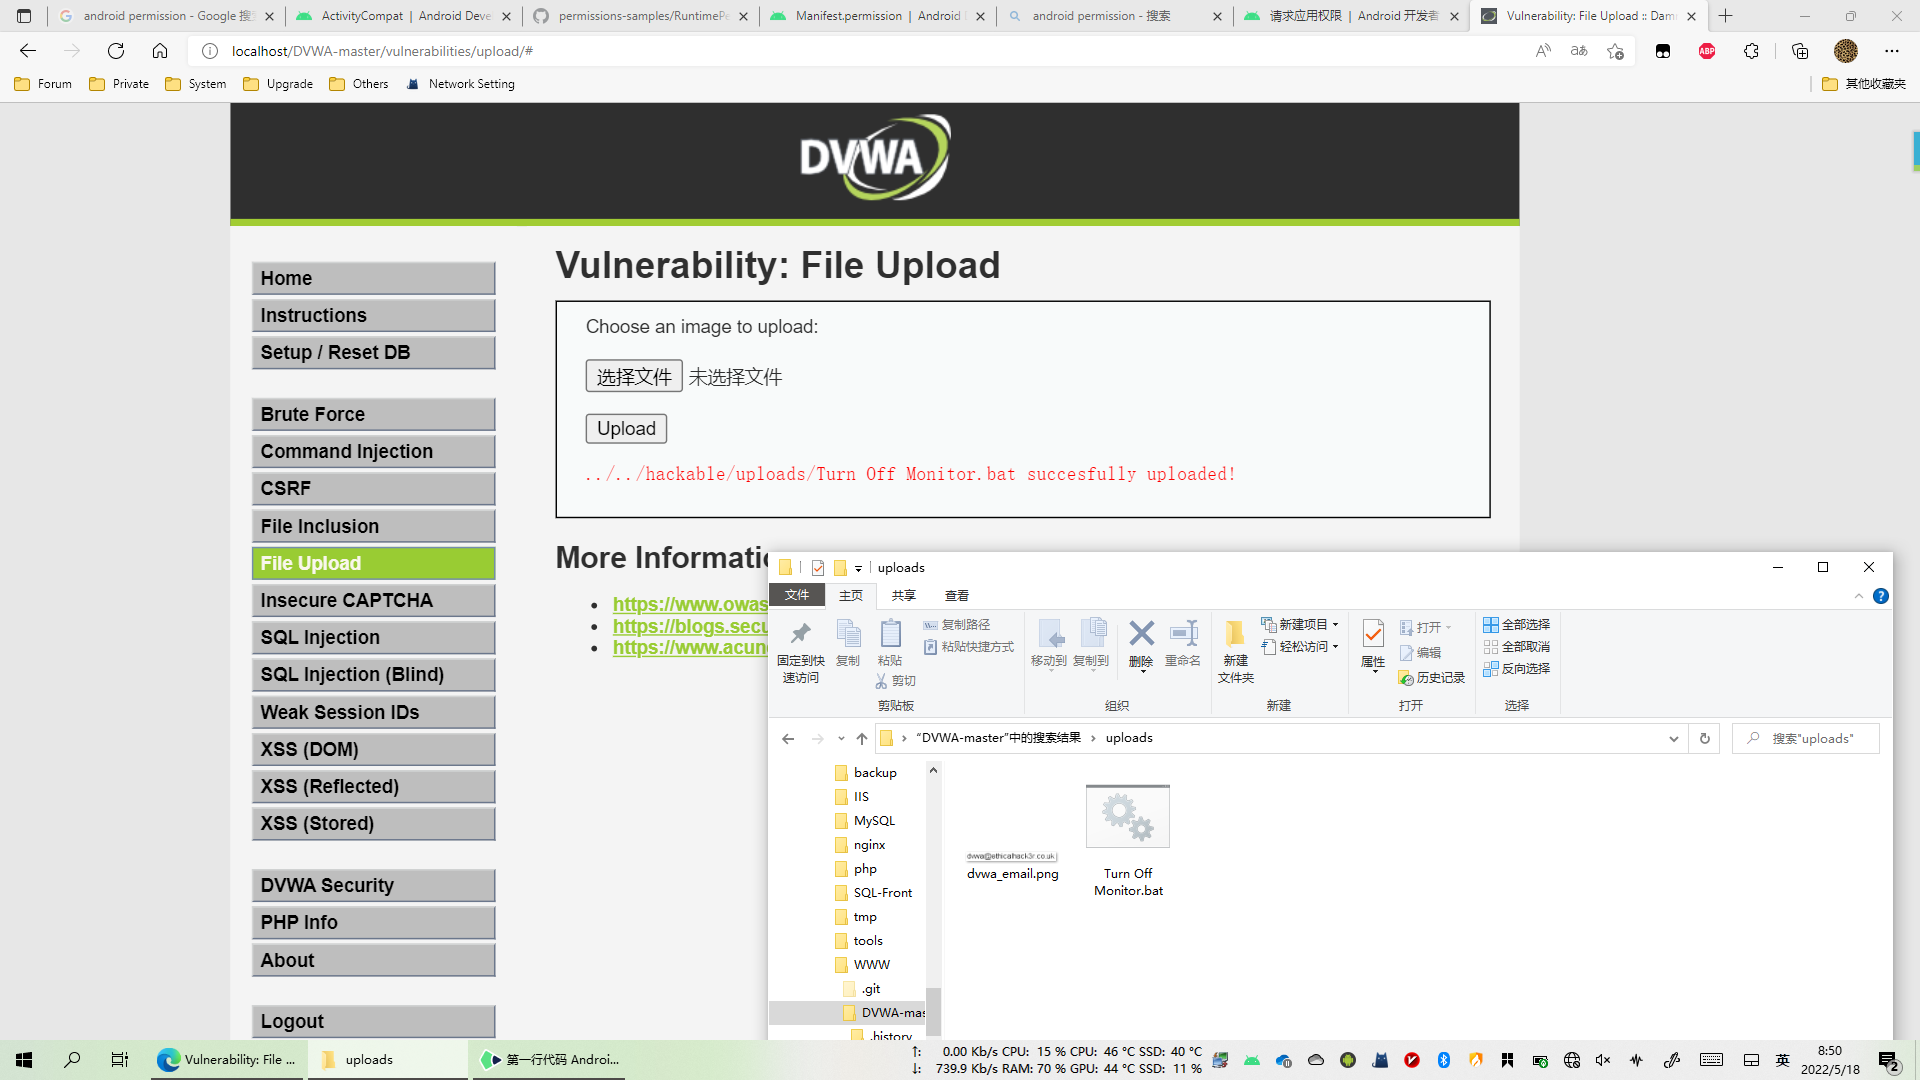 android permission - Google 搜
ActivityCompat | Android Deve
permissions-samples/RuntimePe
Manifest.permission | Android
android permission - 搜索
请求应用权限 | Android 开发者
Vulnerability: File Upload :: Dam
localhost/DVWA-master/vulnerabilities/upload/#
ABP
Forum
Private
System
Upgrade
Others
Network Setting
其他收藏夹
DVWA
Home
Instructions
Setup / Reset DB
Brute Force
Command Injection
CSRF
File Inclusion
File Upload
Insecure CAPTCHA
SQL Injection
SQL Injection (Blind)
Weak Session IDs
XSS (DOM)
XSS (Reflected)
XSS (Stored)
DVWA Security
PHP Info
About
Logout
Vulnerability: File Upload
Choose an image to upload:
选择文件 未选择文件
Upload
../../hackable/uploads/Turn Off Monitor.bat succesfully uploaded!
More Informatio
https://www.owas
https://blogs.secu
https://www.acun
uploads
文件
主页
共享
查看
固定到快
速访问
复制
粘贴
复制路径
粘贴快捷方式
剪切
剪贴板
移动到
复制到
删除
重命名
组织
新建
文件夹
新建项目
轻松访问
新建
属性
打开
编辑
历史记录
打开
全部选择
全部取消
反向选择
选择
“DVWA-master”中的搜索结果
uploads
搜索"uploads"
backup
IIS
MySQL
nginx
php
SQL-Front
tmp
tools
WWW
.git
DVWA-mas
.history
dvwa@ethicalhack3r.co.uk
dvwa_email.png
Turn Off
Monitor.bat
Vulnerability: File ...
uploads
第一行代码 Androi...
↑: 0.00 Kb/s CPU: 15 % CPU: 46 °C SSD: 40 °C
↓: 739.9 Kb/s RAM: 70 % GPU: 44 °C SSD: 11 %
英
8:50
2022/5/18
2